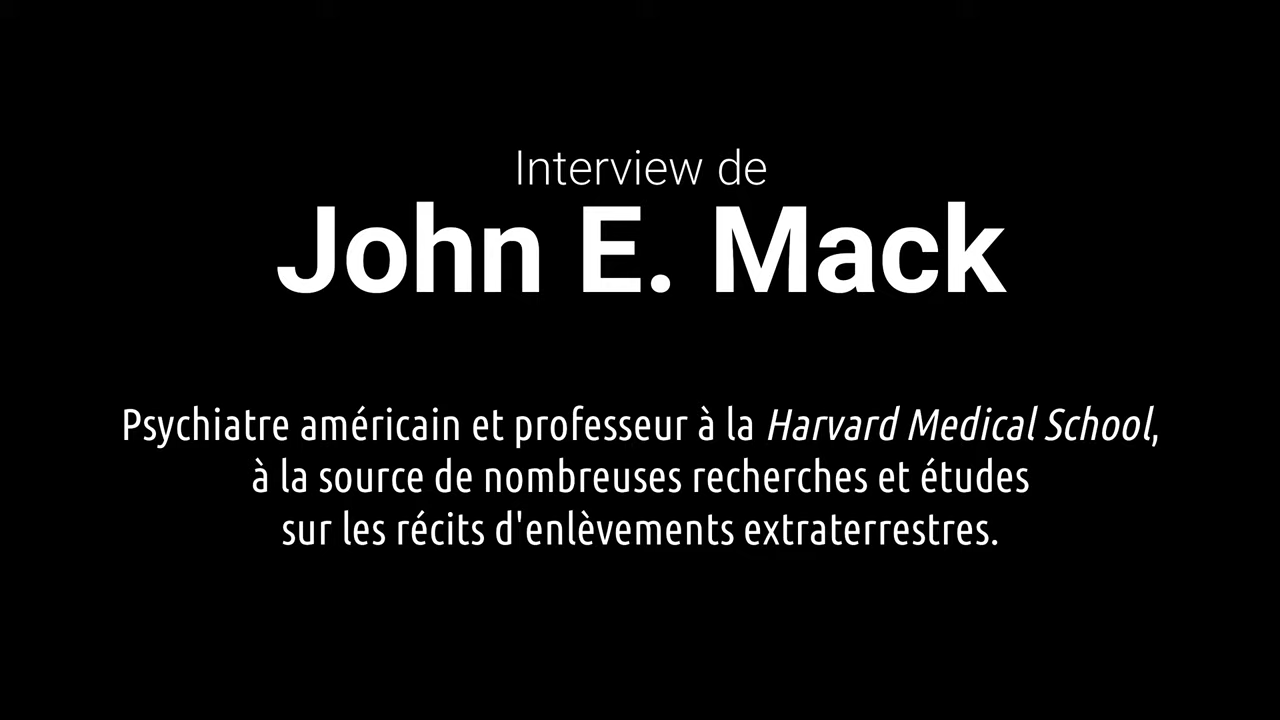 Interview de
John E. Mack
Psychiatre américain et professeur à la Harvard Medical School,
à la source de nombreuses recherches et études
sur les récits d'enlèvements extraterrestres.